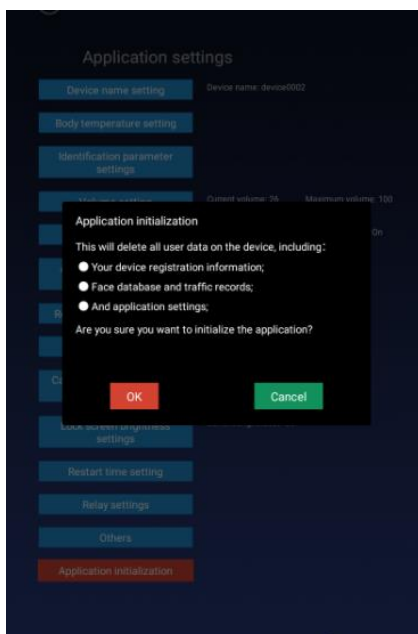 Application settings
Device name setting
Device name: device0002
Body temperature setting
Identification parameter
settings
Volume setting
Current volume: 26
Maximum volume: 100
On
Application initialization
This will delete all user data on the device, including:
Your device registration information;
Face database and traffic records;
And application settings;
Are you sure you want to initialize the application?
OK
Cancel
Lock screen brightness
settings
Restart time setting
Relay settings
Others
Application initialization